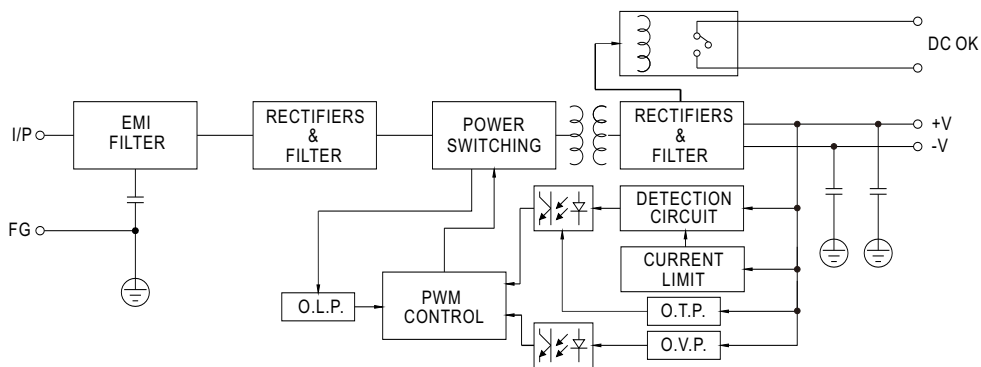 DC OK
I/P
EMI
FILTER
RECTIFIERS
&
FILTER
POWER
SWITCHING
RECTIFIERS
&
FILTER
+V
-V
FG
DETECTION
CIRCUIT
CURRENT
LIMIT
O.L.P.
PWM
CONTROL
O.T.P.
O.V.P.